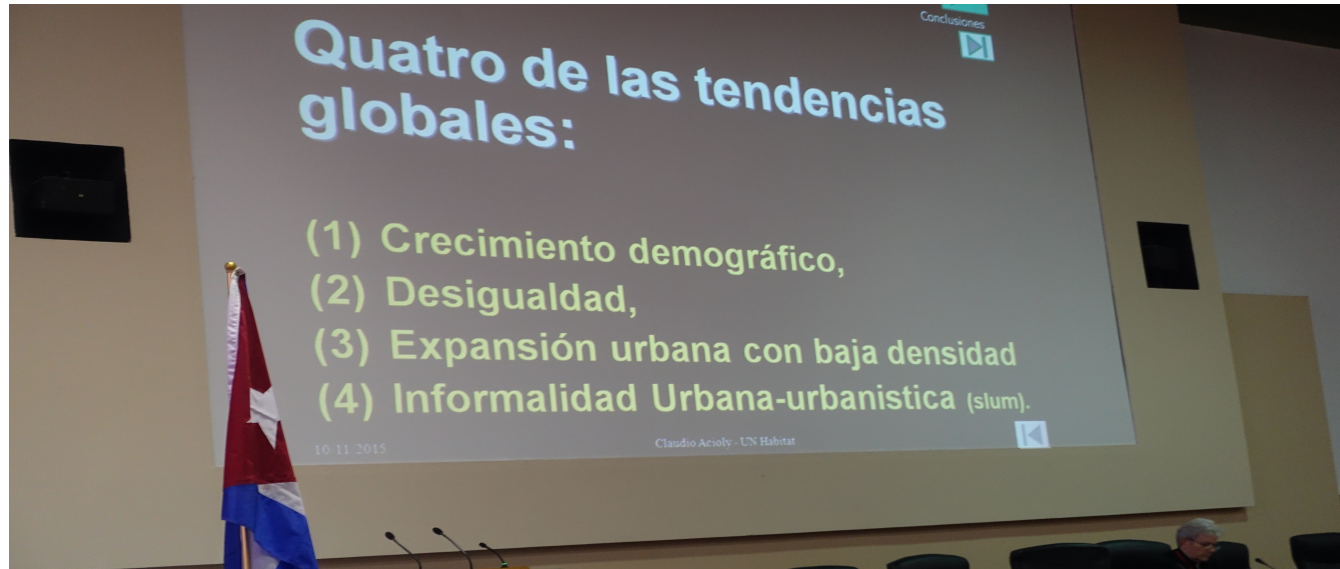 Conclusiones
Quatro de las tendencias
globales:
(1) Crecimiento demográfico,
(2) Desigualdad,
(3) Expansión urbana con baja densidad
(4) Informalidad Urbana-urbanistica (slum).
10/11/2015
Claudio Acioly - UN Habitat